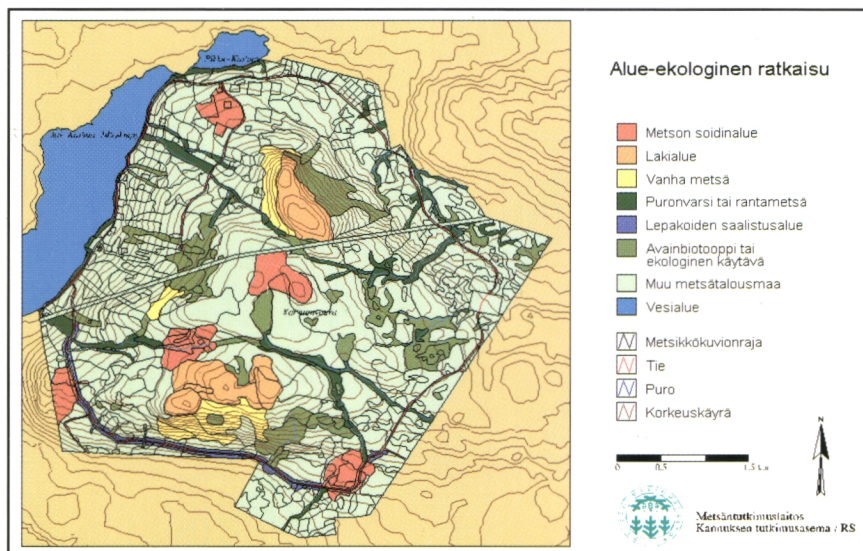 Alue-ekologinen ratkaisu
Metson soidinalue
Lakialue
Vanha metsä
Puronvarsi tai rantametsä
Lepakoiden saalistusalue
Avainbiotooppi tai
ekologinen käytävä
Muu metsätalousmaa
Vesialue
Metsikkökuvionraja
Tie
Puro
Korkeuskäyrä
N
0 0.5 1.5 km
Metsäntutkimuslaitos
Kannuksen tutkimusasema / RS